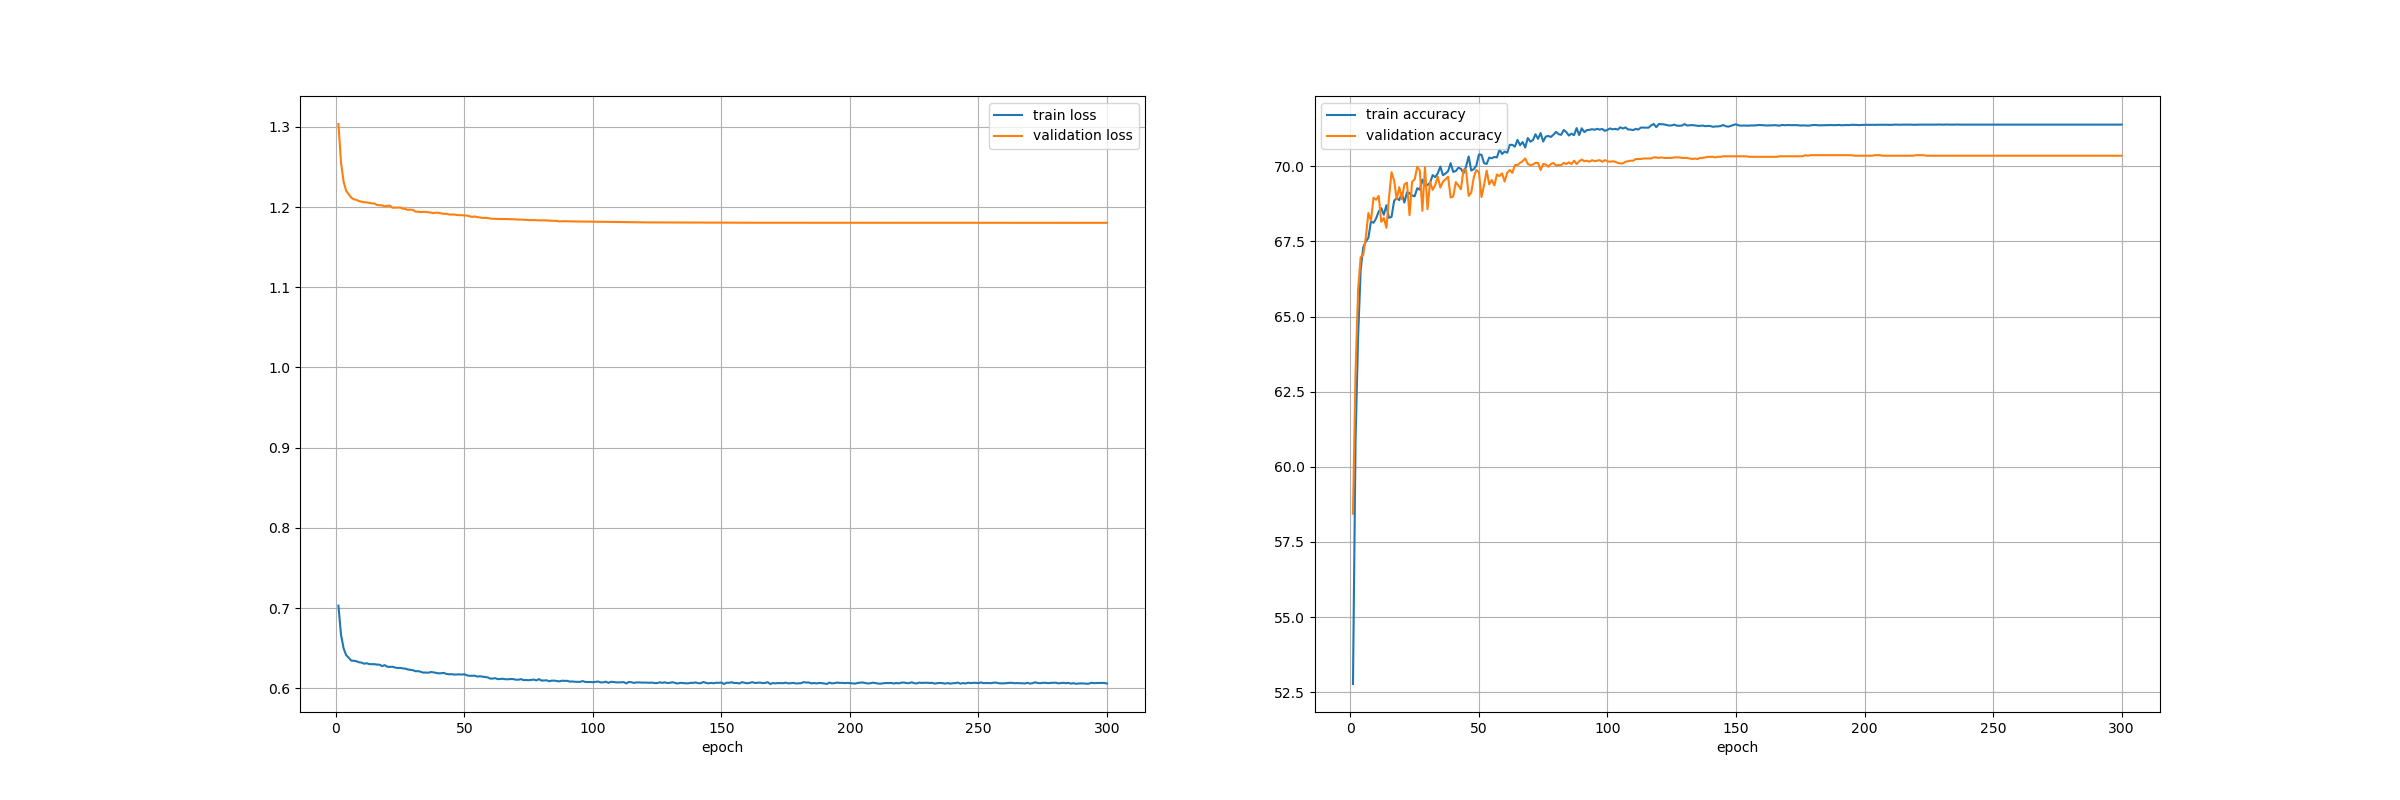 train loss
validation loss
1.3
1.2
1.1
1.0
0.9
0.8
0.7
0.6
0 50 100 150 200 250 300
epoch
train accuracy
validation accuracy
70.0
67.5
65.0
62.5
60.0
57.5
55.0
52.5
0 50 100 150 200 250 300
epoch